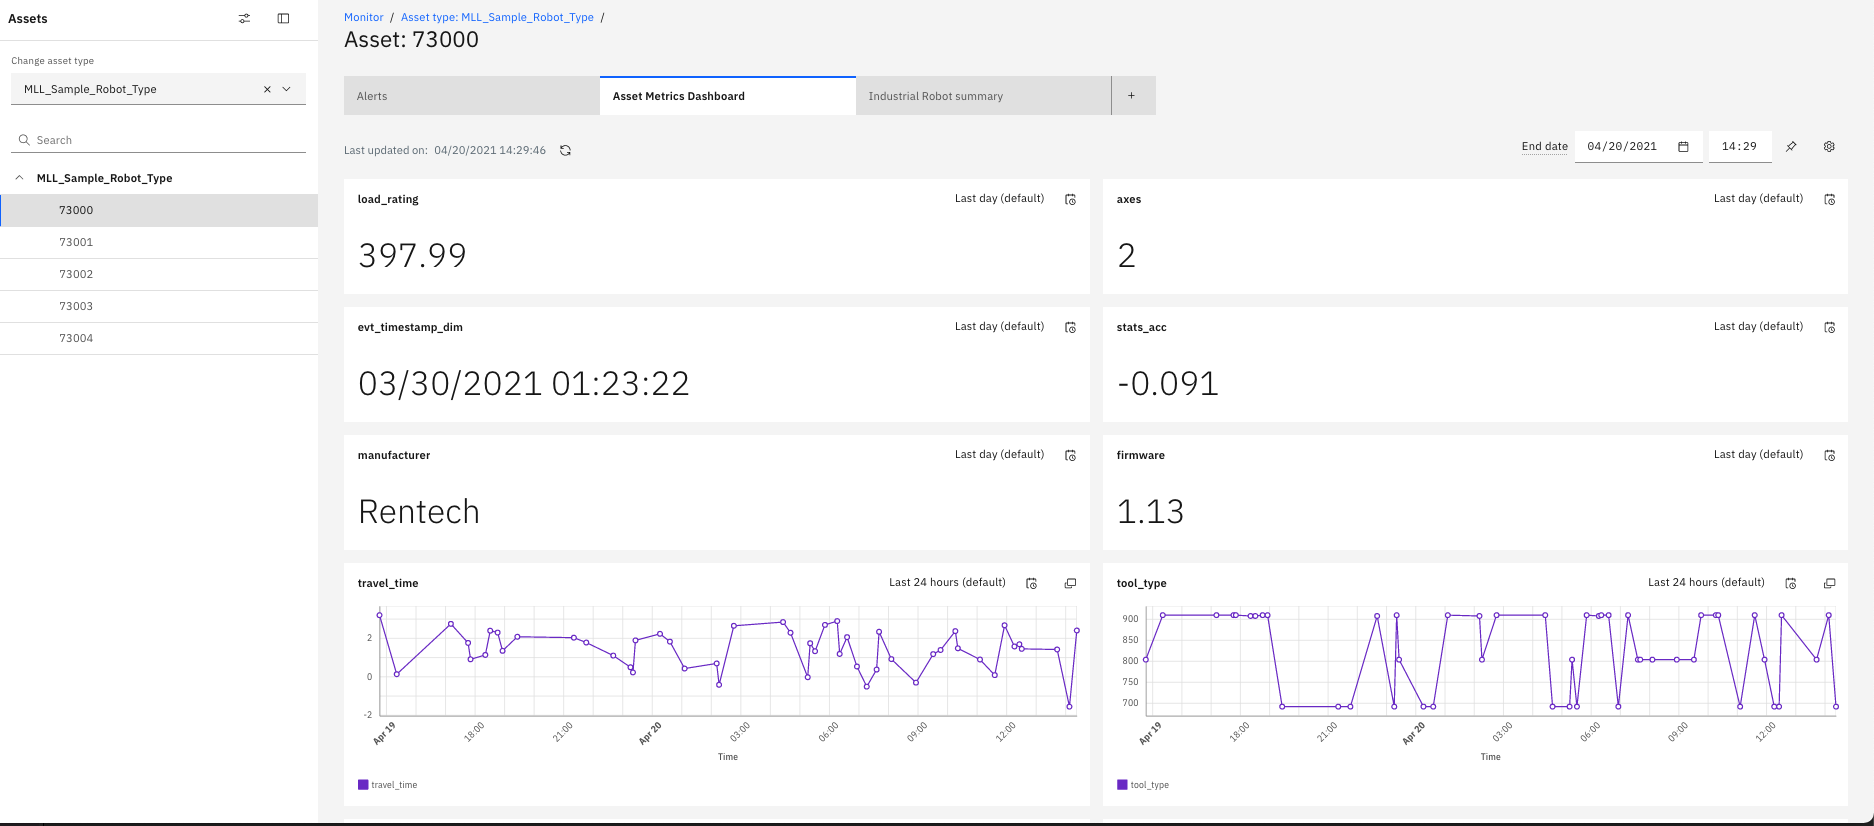 Assets
Change asset type
MLL_Sample_Robot_Type
Search
MLL_Sample_Robot_Type
73000
73001
73002
73003
73004
Monitor / Asset type: MLL_Sample_Robot_Type /
Asset: 73000
Alerts Asset Metrics Dashboard Industrial Robot summary +
Last updated on: 04/20/2021 14:29:46
End date 04/20/2021 14:29
load_rating Last day (default)
397.99
axes Last day (default)
2
evt_timestamp_dim Last day (default)
03/30/2021 01:23:22
stats_acc Last day (default)
-0.091
manufacturer Last day (default)
Rentech
firmware Last day (default)
1.13
travel_time Last 24 hours (default)
2
0
-2
Apr 19 18:00 21:00 Apr 20 03:00 06:00 09:00 12:00
Time
travel_time
tool_type Last 24 hours (default)
900
850
800
750
700
Apr 19 18:00 21:00 Apr 20 03:00 06:00 09:00 12:00
Time
tool_type